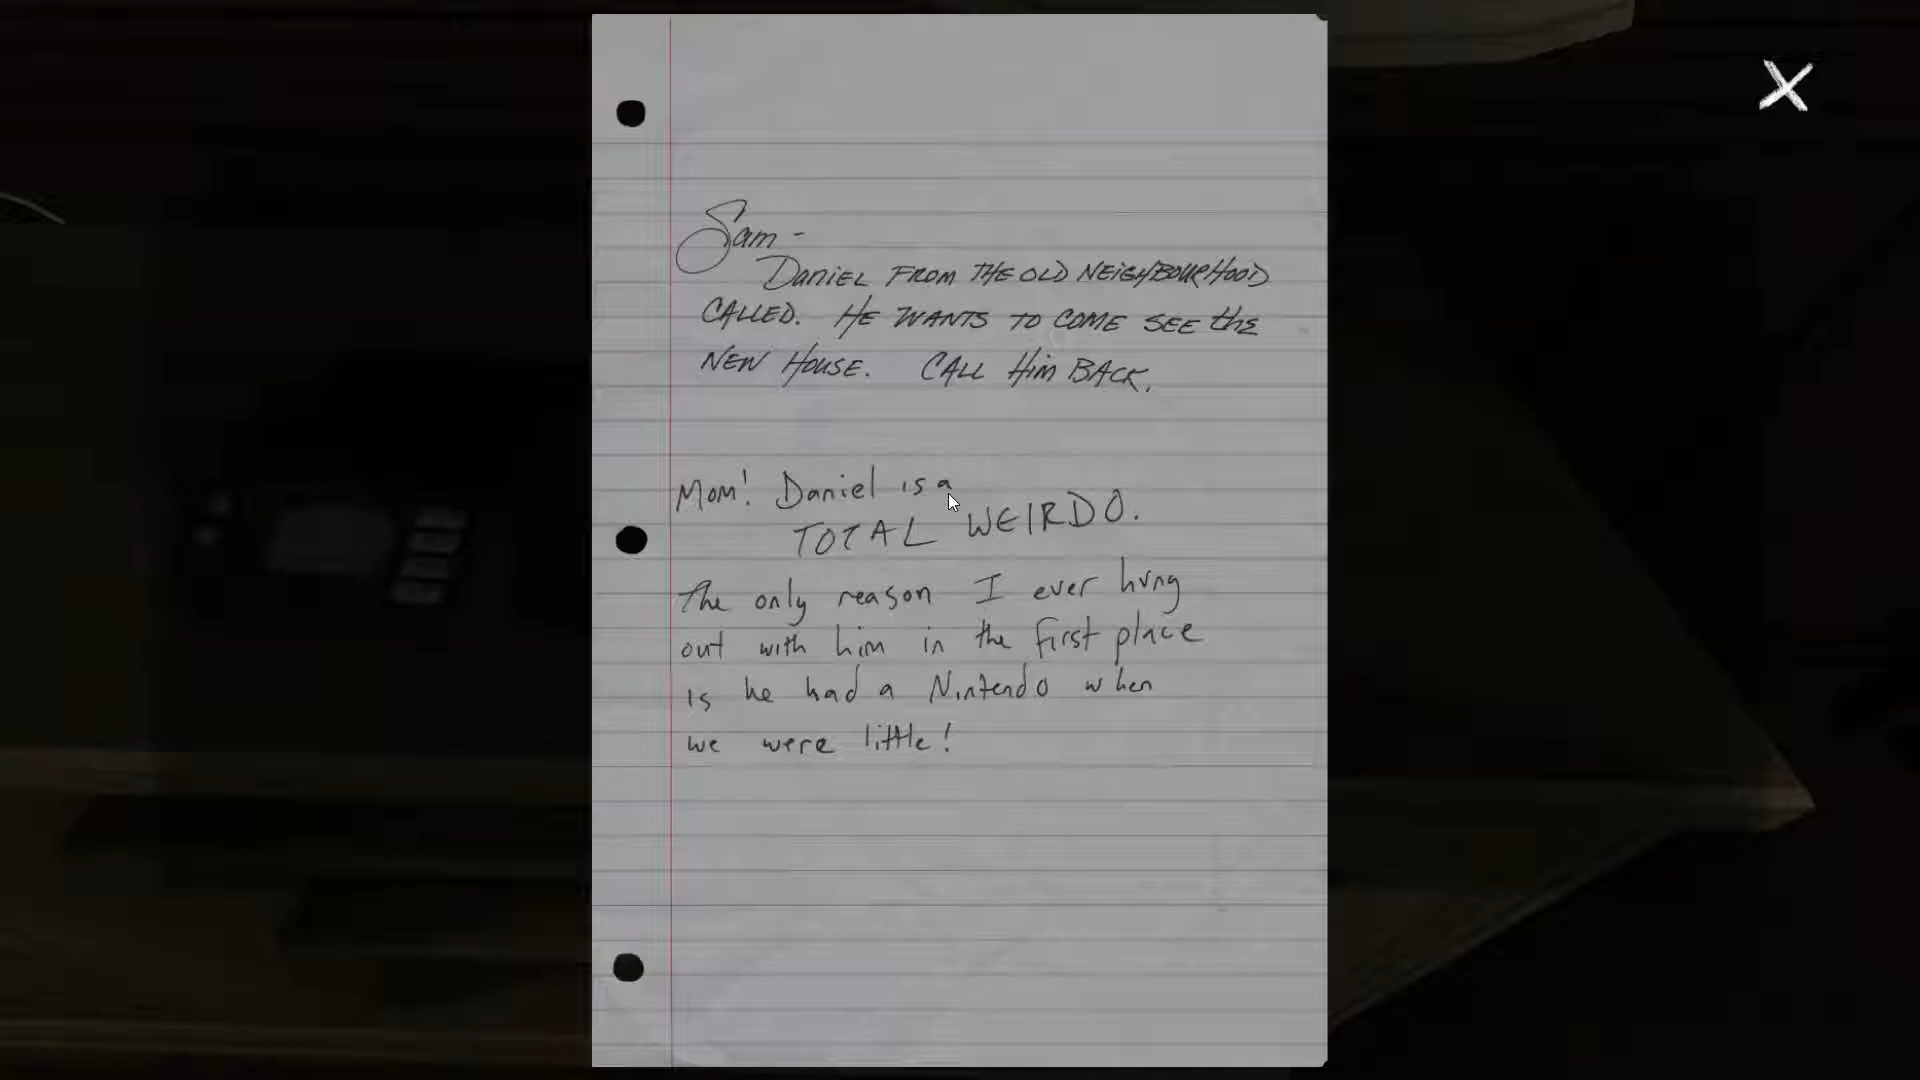 Sam -
Daniel FROM THE OLD NEIGHBOURHOOD
CALLED. HE WANTS TO COME SEE the
NEW HOUSE. CALL HiM BACK.
Mom! Daniel is a
TOTAL WEIRDO.
The only reason I ever hung
out with him in the first place
is he had a Nintendo when
we were little!